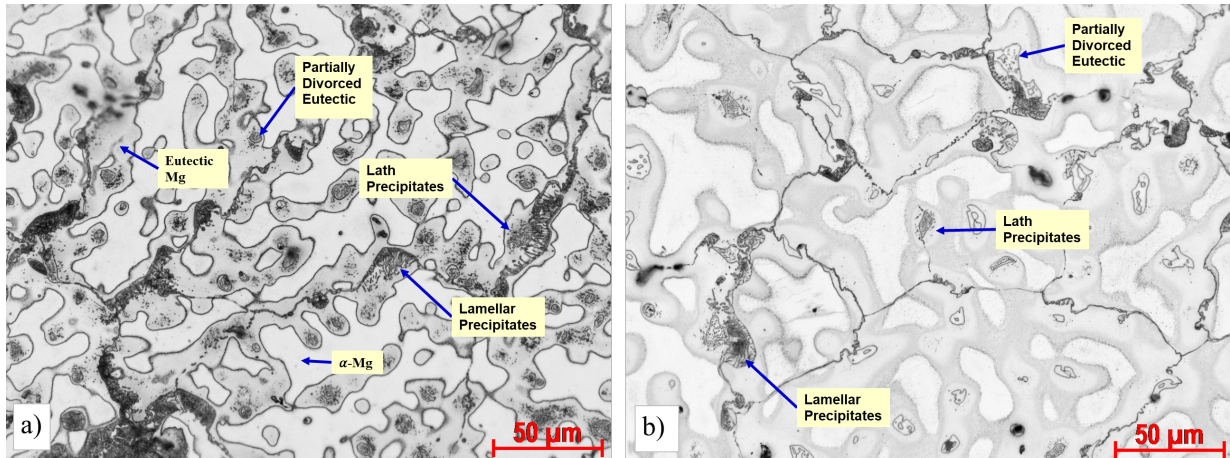 Partially
Divorced
Eutectic
Eutectic
Mg
Lath
Precipitates
Lamellar
Precipitates
α-Mg
a)
50 µm
Partially
Divorced
Eutectic
Lath
Precipitates
Lamellar
Precipitates
b)
50 µm